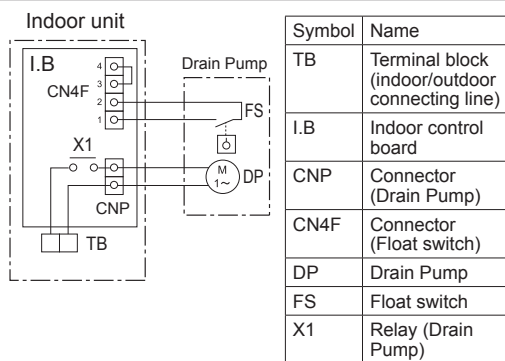 Indoor unit
I.B
CN4F
4
3
2
1
X1
CNP
TB
Drain Pump
FS
M
1~
DP
Symbol Name
TB Terminal block
(indoor/outdoor
connecting line)
I.B Indoor control
board
CNP Connector
(Drain Pump)
CN4F Connector
(Float switch)
DP Drain Pump
FS Float switch
X1 Relay (Drain
Pump)